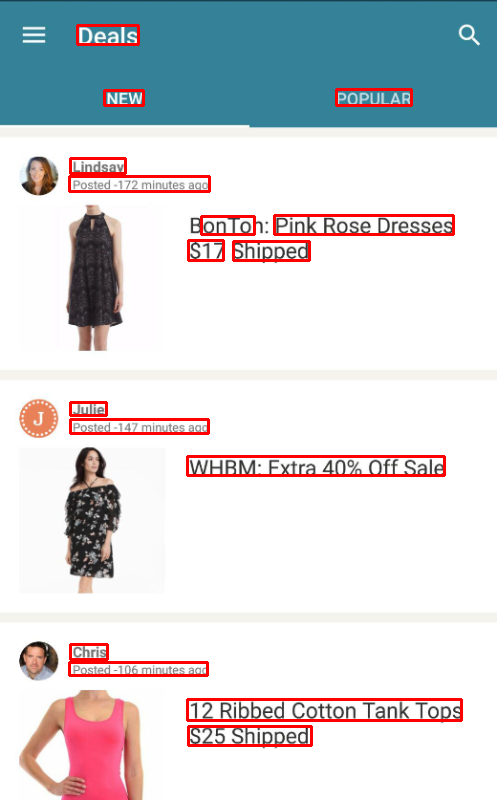 Deals
NEW POPULAR
Lindsay
Posted -172 minutes ago
BonTon: Pink Rose Dresses
$17 Shipped
J
Julie
Posted -147 minutes ago
WHBM: Extra 40% Off Sale
Chris
Posted -106 minutes ago
12 Ribbed Cotton Tank Tops
$25 Shipped